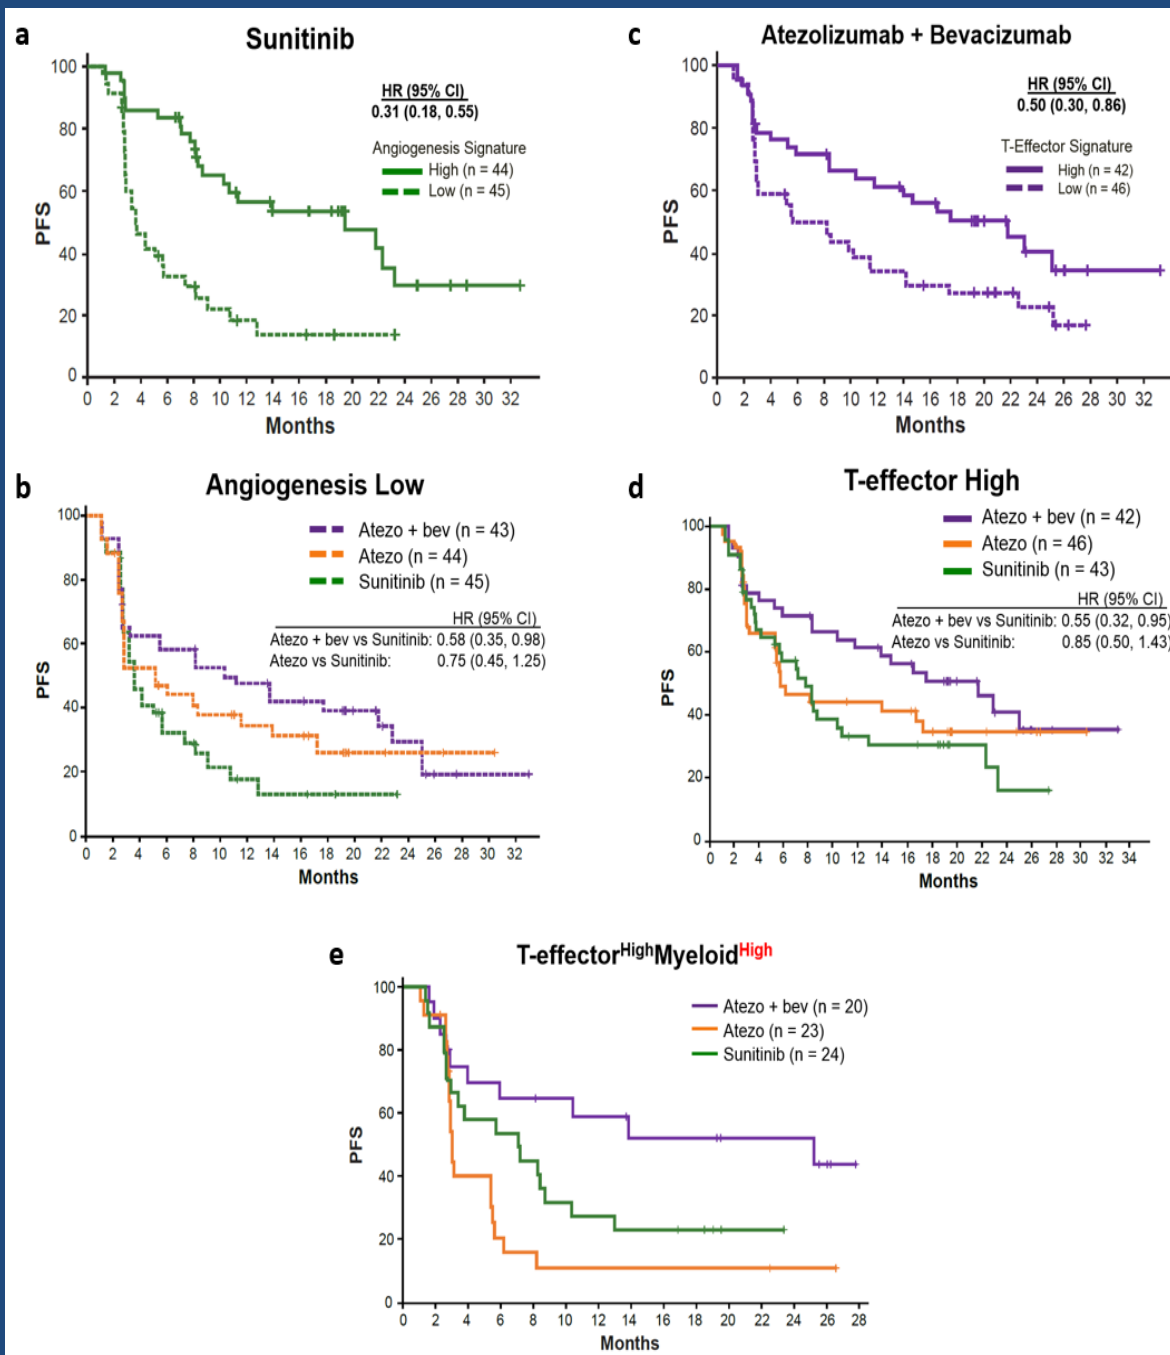 a
Sunitinib
HR (95% CI)
0.31 (0.18, 0.55)
Angiogenesis Signature
High (n = 44)
Low (n = 45)
PFS
100
80
60
40
20
0
0 2 4 6 8 10 12 14 16 18 20 22 24 26 28 30 32
Months
c
Atezolizumab + Bevacizumab
HR (95% CI)
0.50 (0.30, 0.86)
T-Effector Signature
High (n = 42)
Low (n = 46)
PFS
100
80
60
40
20
0
0 2 4 6 8 10 12 14 16 18 20 22 24 26 28 30 32
Months
b
Angiogenesis Low
Atezo + bev (n = 43)
Atezo (n = 44)
Sunitinib (n = 45)
HR (95% CI)
Atezo + bev vs Sunitinib: 0.58 (0.35, 0.98)
Atezo vs Sunitinib: 0.75 (0.45, 1.25)
PFS
100
80
60
40
20
0
0 2 4 6 8 10 12 14 16 18 20 22 24 26 28 30 32
Months
d
T-effector High
Atezo + bev (n = 42)
Atezo (n = 46)
Sunitinib (n = 43)
HR (95% CI)
Atezo + bev vs Sunitinib: 0.55 (0.32, 0.95)
Atezo vs Sunitinib: 0.85 (0.50, 1.43)
PFS
100
80
60
40
20
0
0 2 4 6 8 10 12 14 16 18 20 22 24 26 28 30 32 34
Months
e
T-effectorHighMyeloidHigh
Atezo + bev (n = 20)
Atezo (n = 23)
Sunitinib (n = 24)
PFS
100
80
60
40
20
0
0 2 4 6 8 10 12 14 16 18 20 22 24 26 28
Months